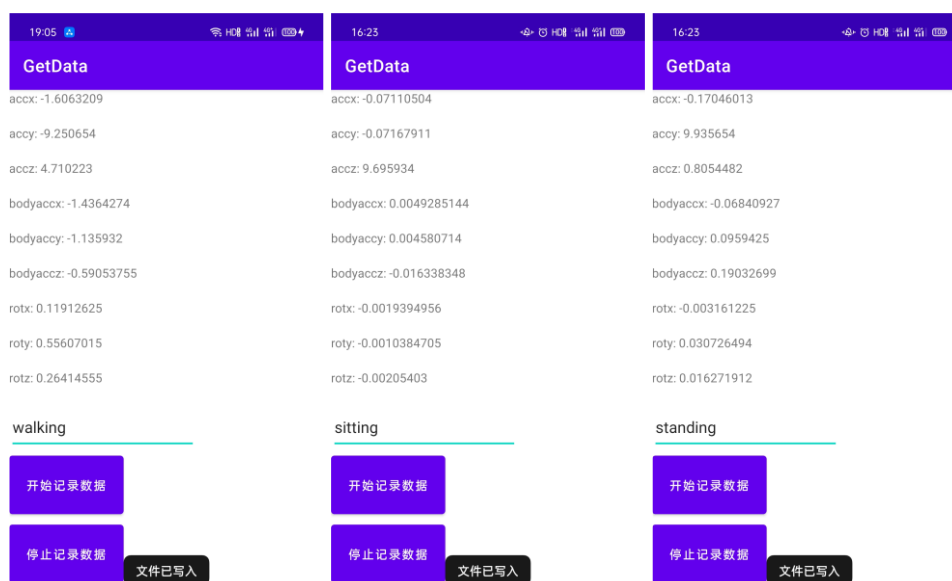 19:05
HD
GetData
accx: -1.6063209
accy: -9.250654
accz: 4.710223
bodyaccx: -1.4364274
bodyaccy: -1.135932
bodyaccz: -0.59053755
rotx: 0.11912625
roty: 0.55607015
rotz: 0.26414555
walking
开始记录数据
停止记录数据
文件已写入
16:23
HD
GetData
accx: -0.07110504
accy: -0.07167911
accz: 9.695934
bodyaccx: 0.0049285144
bodyaccy: 0.004580714
bodyaccz: -0.016338348
rotx: -0.0019394956
roty: -0.0010384705
rotz: -0.00205403
sitting
开始记录数据
停止记录数据
文件已写入
16:23
HD
GetData
accx: -0.17046013
accy: 9.935654
accz: 0.8054482
bodyaccx: -0.06840927
bodyaccy: 0.0959425
bodyaccz: 0.19032699
rotx: -0.003161225
roty: 0.030726494
rotz: 0.016271912
standing
开始记录数据
停止记录数据
文件已写入